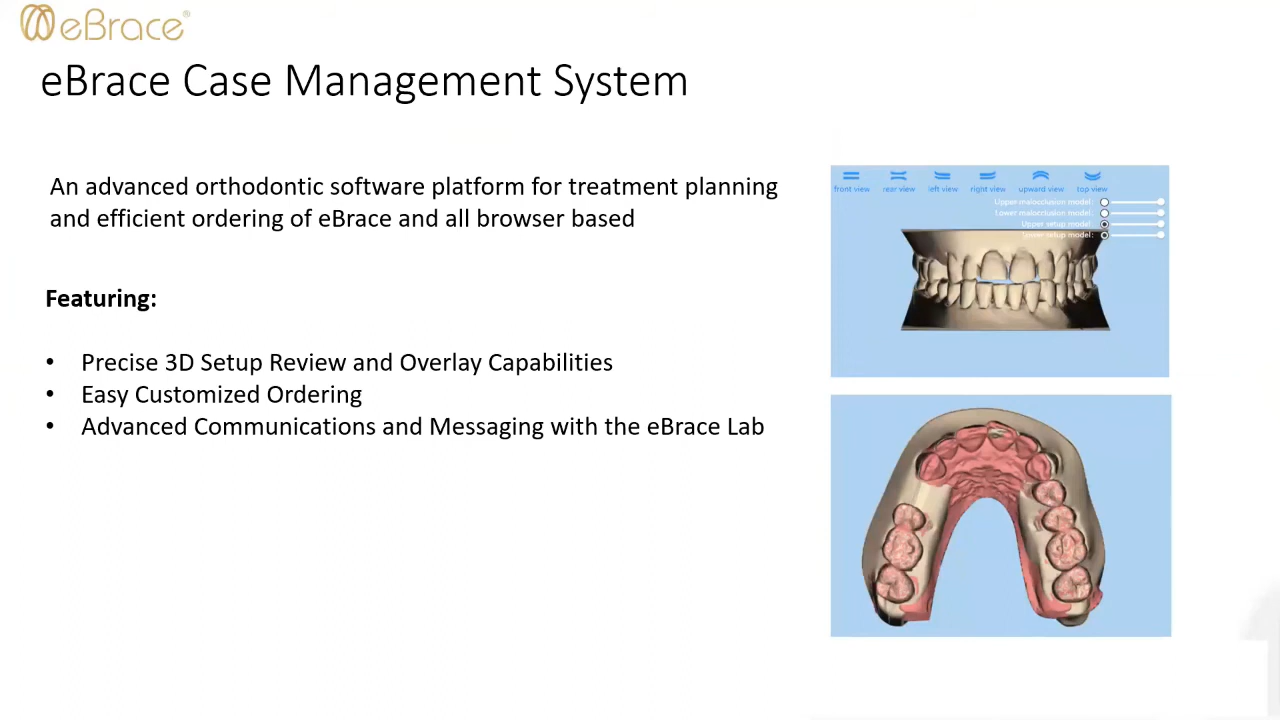 eBrace®
eBrace Case Management System
An advanced orthodontic software platform for treatment planning
and efficient ordering of eBrace and all browser based
Featuring:
• Precise 3D Setup Review and Overlay Capabilities
• Easy Customized Ordering
• Advanced Communications and Messaging with the eBrace Lab
front view rear view left view right view upward view top view
Upper malocclusion model:
Lower malocclusion model:
Upper setup model:
Lower setup model: